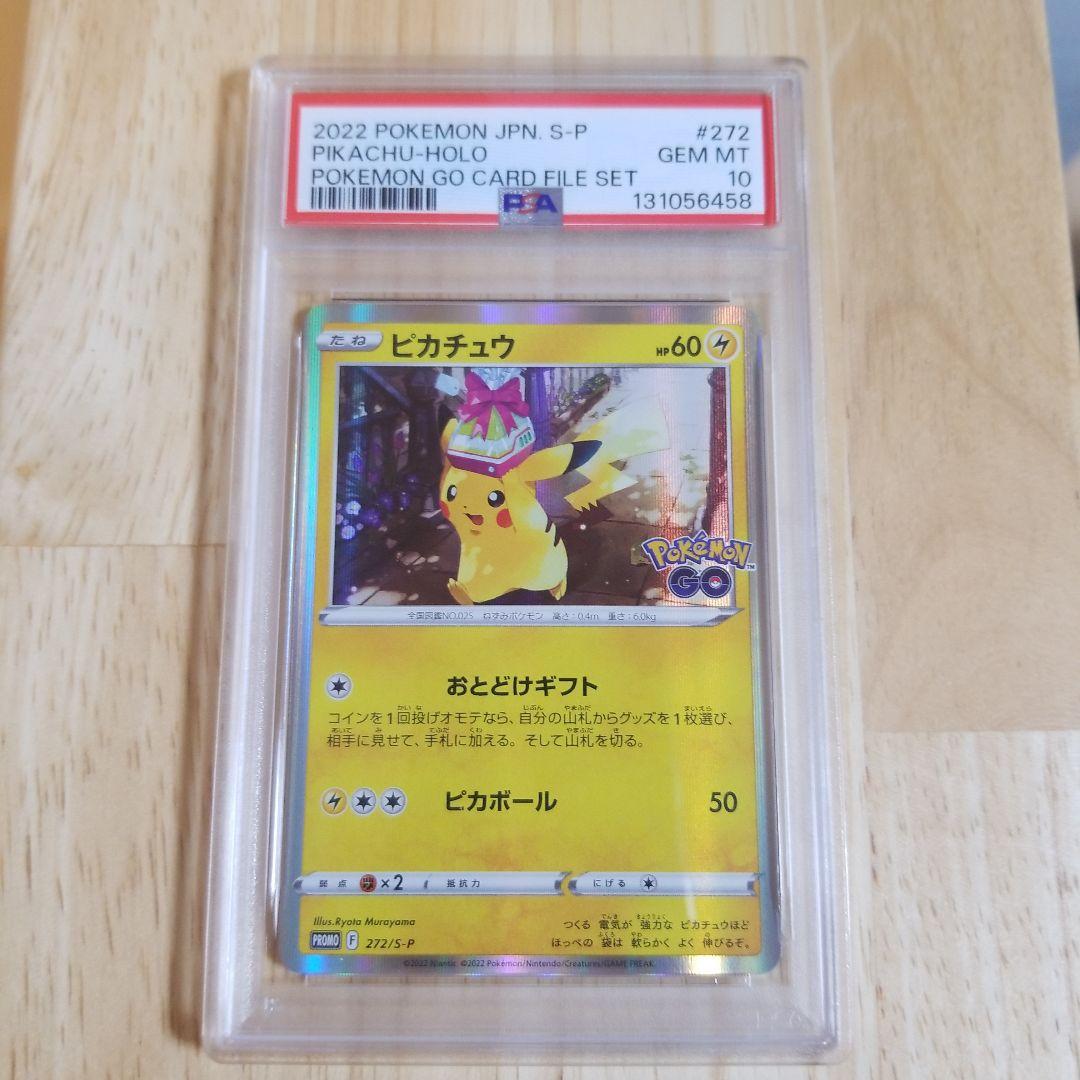 2022 POKEMON JPN. S-P #272
PIKACHU-HOLO GEM MT
POKEMON GO CARD FILE SET 10
PSA 131056458
たね ピカチュウ HP60
Pokémon GO™
全国図鑑NO.025 ねずみポケモン 高さ:0.4m 重さ:6.0kg
おとどけギフト
コインを1回投げオモテなら、自分の山札からグッズを1枚選び、
相手に見せて、手札に加える。そして山札を切る。
ピカボール 50
弱点 ×2 抵抗力 にげる
Illus.Ryota Murayama
つくる 電気が 強力な ピカチュウほど
ほっぺの 袋は 軟らかく よく 伸びるぞ。
PROMO F 272/S-P
©2022 Niantic. ©2022 Pokémon/Nintendo/Creatures/GAME FREAK.